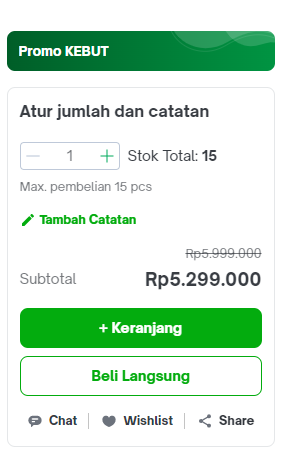 Promo KEBUT
Atur jumlah dan catatan
1
Stok Total: 15
Max. pembelian 15 pcs
Tambah Catatan
Rp5.999.000
Subtotal
Rp5.299.000
+ Keranjang
Beli Langsung
Chat
Wishlist
Share